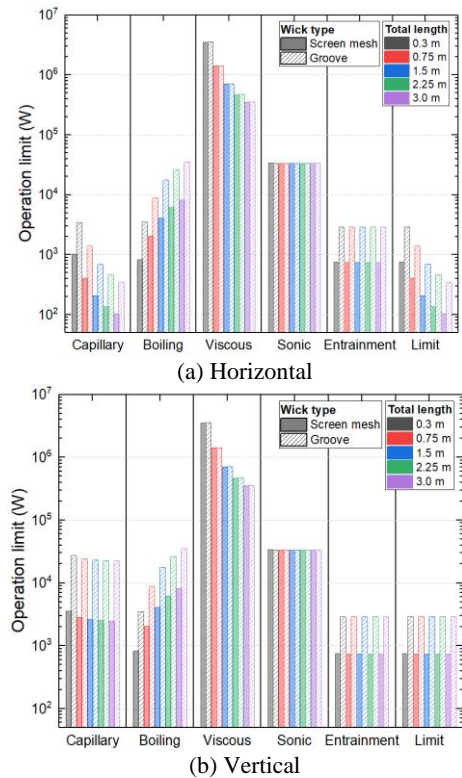 10⁷
10⁶
10⁵
10⁴
10³
10²
Operation limit (W)
Wick type
Screen mesh
Groove
Total length
0.3 m
0.75 m
1.5 m
2.25 m
3.0 m
Capillary Boiling Viscous Sonic Entrainment Limit
(a) Horizontal
10⁷
10⁶
10⁵
10⁴
10³
10²
Operation limit (W)
Wick type
Screen mesh
Groove
Total length
0.3 m
0.75 m
1.5 m
2.25 m
3.0 m
Capillary Boiling Viscous Sonic Entrainment Limit
(b) Vertical